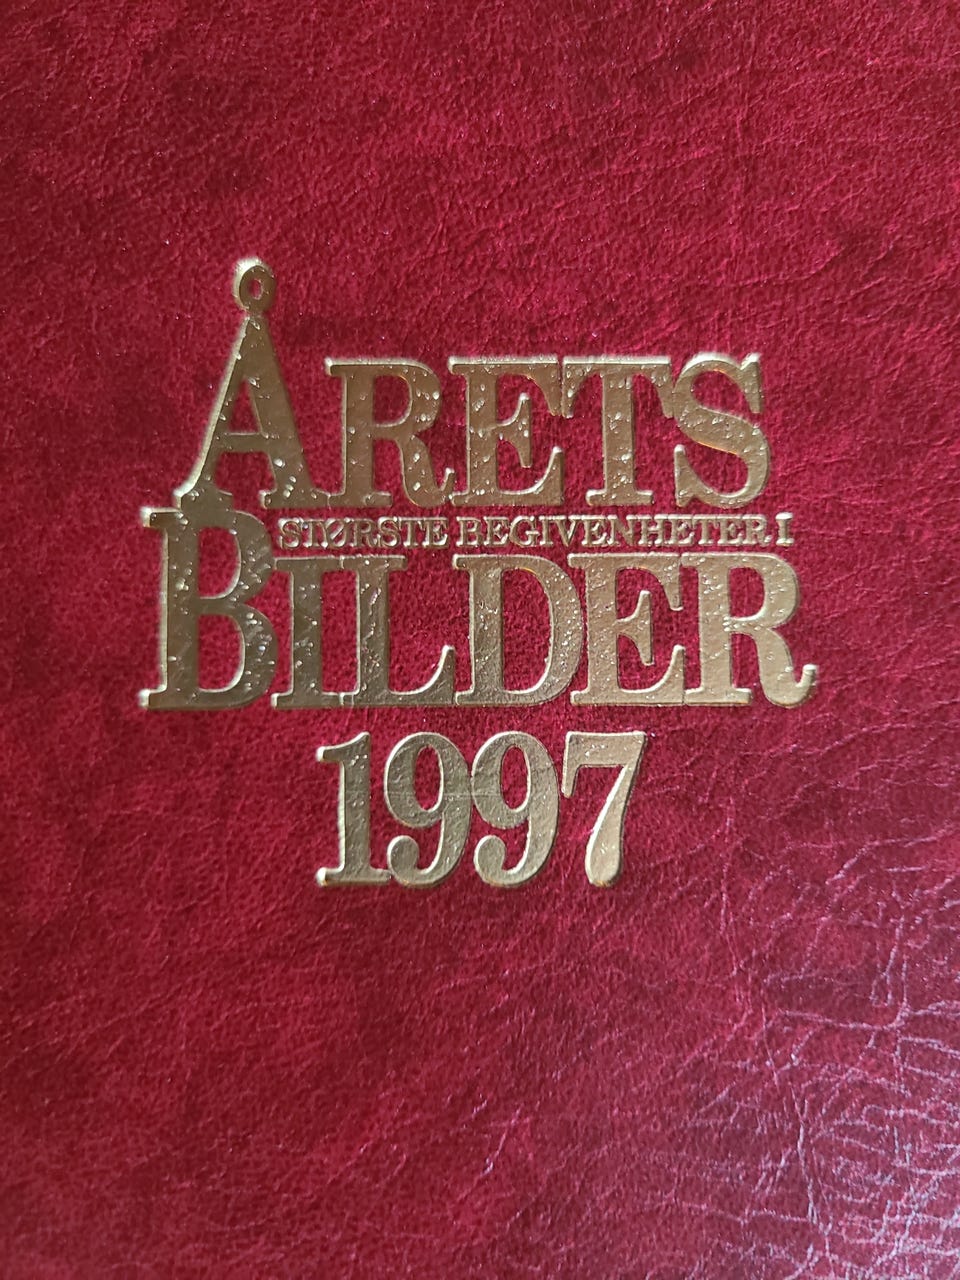 ÅRETS
STØRSTE BEGIVENHETER I
BILDER
1997